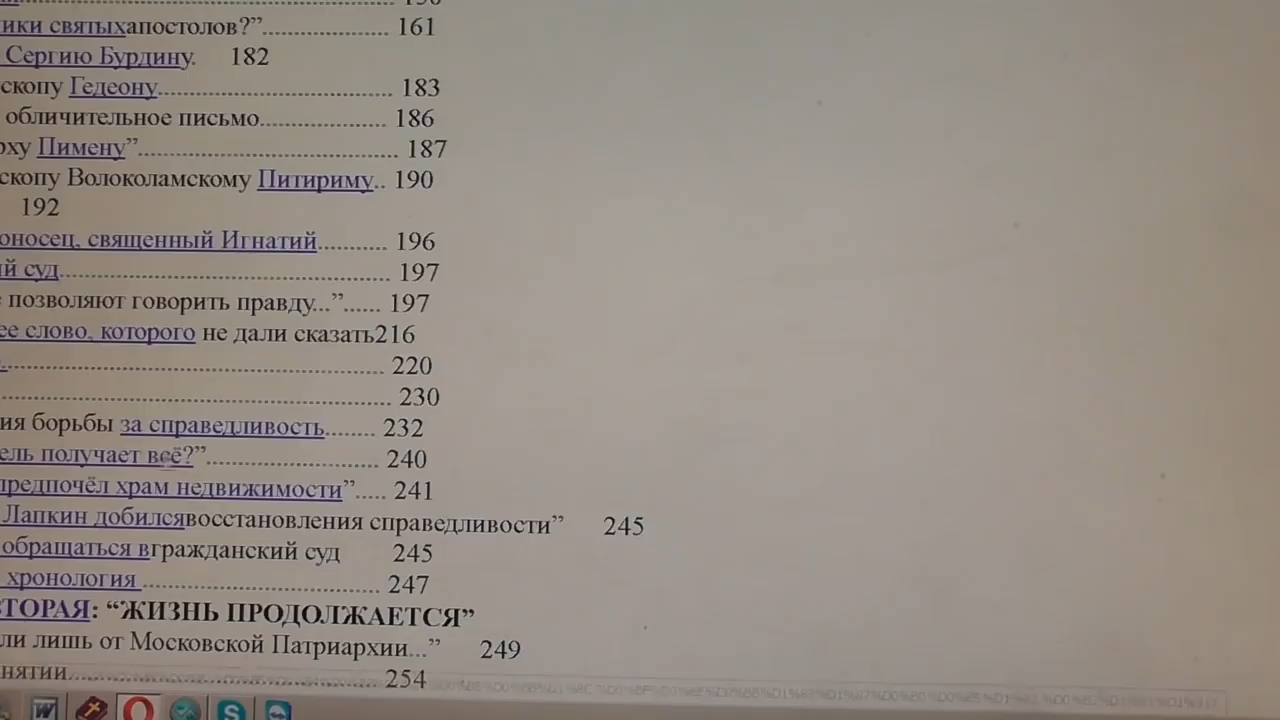 ики святыхапостолов?”.................... 161
Сергию Бурдину. 182
скопу Гедеону..................................... 183
обличительное письмо.................... 186
рху Пимену”......................................... 187
скопу Волоколамскому Питириму.. 190
192
оносец, священный Игнатий........... 196
й суд.................................................... 197
позволяют говорить правду...”...... 197
ее слово, которого не дали сказать216
............................................................. 220
............................................................. 230
ия борьбы за справедливость........ 232
ель получает всё?”........................... 240
предпочёл храм недвижимости”..... 241
Лапкин добилсявосстановления справедливости” 245
обращаться вгражданский суд 245
хронология ...................................... 247
ВТОРАЯ: “ЖИЗНЬ ПРОДОЛЖАЕТСЯ”
ли лишь от Московской Патриархии...” 249
нятии.................................................. 254